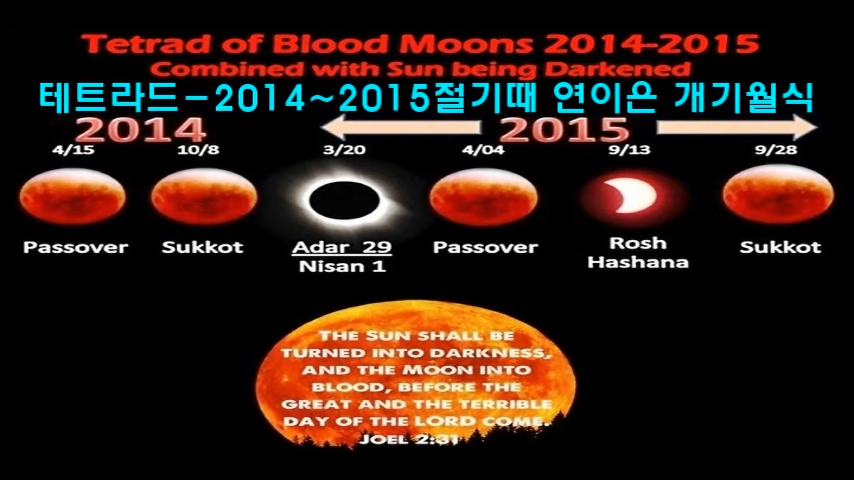 Tetrad of Blood Moons 2014-2015
Combined with Sun being Darkened
테트라드-2014~2015절기때 연이은 개기월식
2014 2015
4/15 10/8 3/20 4/04 9/13 9/28
Passover Sukkot Adar 29 Passover Rosh Sukkot
Nisan 1 Hashana
THE SUN SHALL BE
TURNED INTO DARKNESS,
AND THE MOON INTO
BLOOD, BEFORE THE
GREAT AND THE TERRIBLE
DAY OF THE LORD COME.
JOEL 2:31